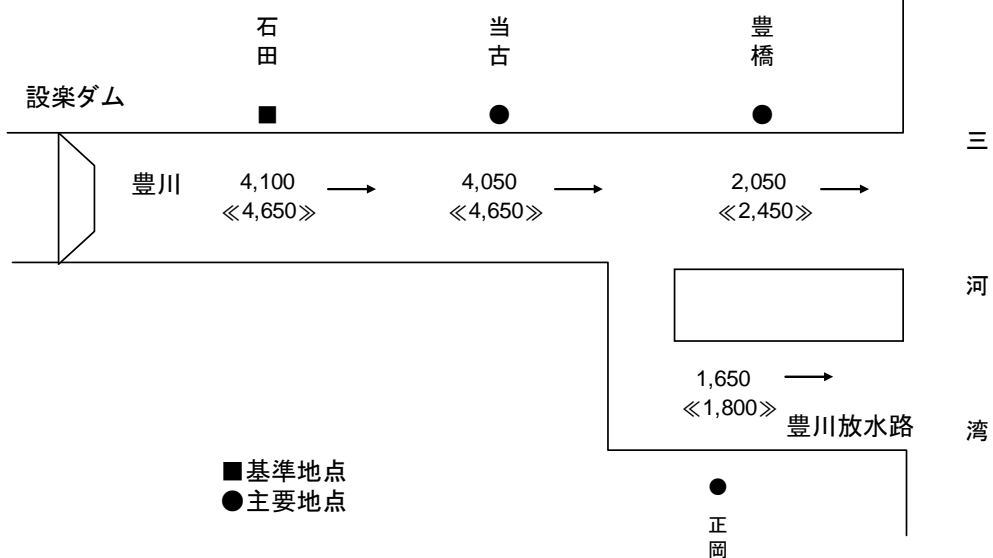 石田
当古
豊橋
設楽ダム
三河湾
豊川
4,100
≪4,650≫
4,050
≪4,650≫
2,050
≪2,450≫
1,650
≪1,800≫
豊川放水路
■基準地点
●主要地点
正岡